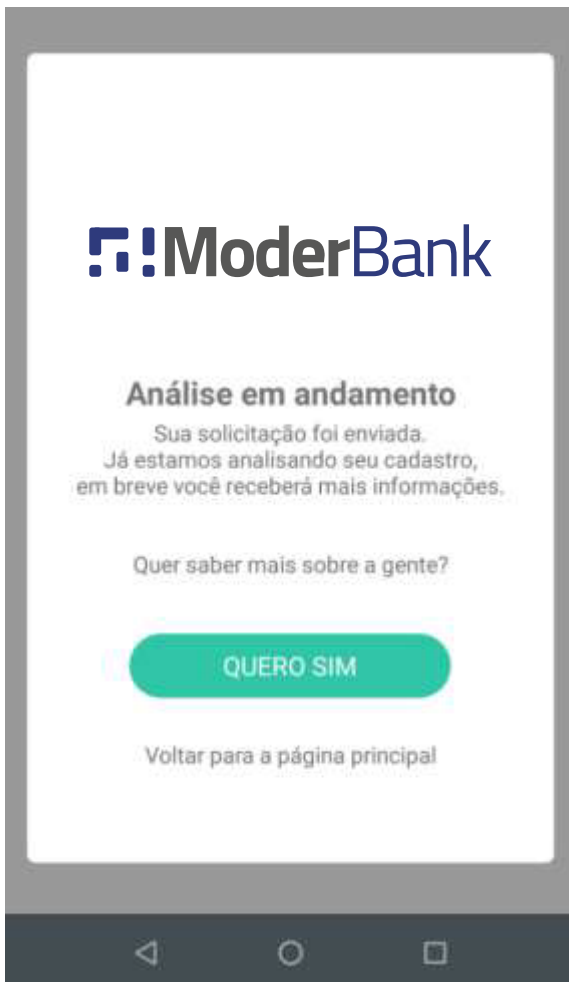 ModerBank
Análise em andamento
Sua solicitação foi enviada.
Já estamos analisando seu cadastro,
em breve você receberá mais informações.
Quer saber mais sobre a gente?
QUERO SIM
Voltar para a página principal